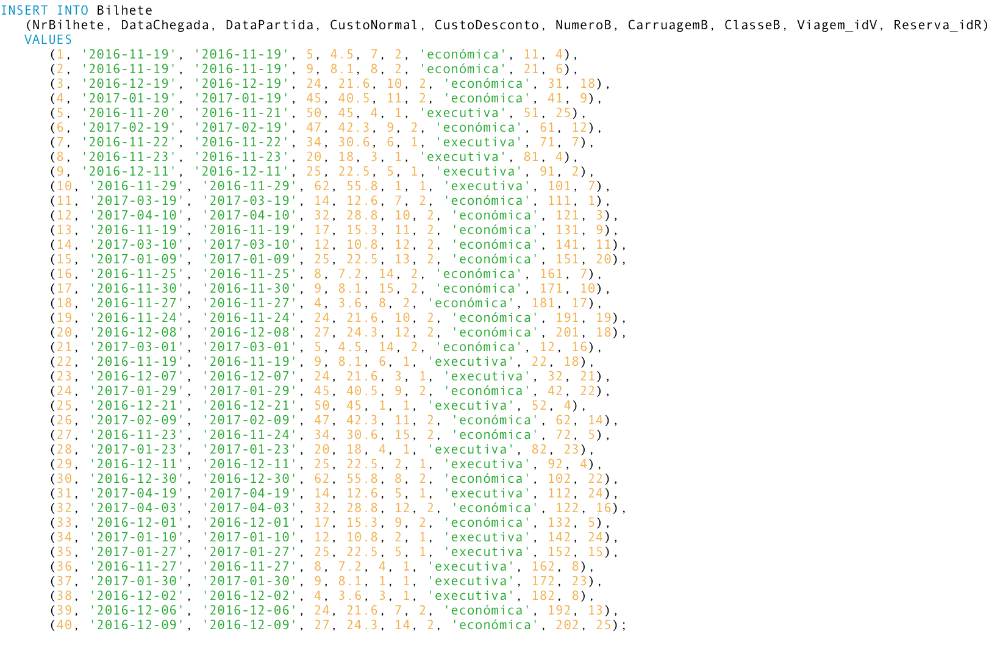 INSERT INTO Bilhete
(NrBilhete, DataChegada, DataPartida, CustoNormal, CustoDesconto, NumeroB, CarruagemB, ClasseB, Viagem_idV, Reserva_idR)
VALUES
(1, '2016-11-19', '2016-11-19', 5, 4.5, 7, 2, 'económica', 11, 4),
(2, '2016-11-19', '2016-11-19', 9, 8.1, 8, 2, 'económica', 21, 6),
(3, '2016-12-19', '2016-12-19', 24, 21.6, 10, 2, 'económica', 31, 18),
(4, '2017-01-19', '2017-01-19', 45, 40.5, 11, 2, 'económica', 41, 9),
(5, '2016-11-20', '2016-11-21', 50, 45, 4, 1, 'executiva', 51, 25),
(6, '2017-02-19', '2017-02-19', 47, 42.3, 9, 2, 'económica', 61, 12),
(7, '2016-11-22', '2016-11-22', 34, 30.6, 6, 1, 'executiva', 71, 7),
(8, '2016-11-23', '2016-11-23', 20, 18, 3, 1, 'executiva', 81, 4),
(9, '2016-12-11', '2016-12-11', 25, 22.5, 5, 1, 'executiva', 91, 2),
(10, '2016-11-29', '2016-11-29', 62, 55.8, 1, 1, 'executiva', 101, 7),
(11, '2017-03-19', '2017-03-19', 14, 12.6, 7, 2, 'económica', 111, 1),
(12, '2017-04-10', '2017-04-10', 32, 28.8, 10, 2, 'económica', 121, 3),
(13, '2016-11-19', '2016-11-19', 17, 15.3, 11, 2, 'económica', 131, 9),
(14, '2017-03-10', '2017-03-10', 12, 10.8, 12, 2, 'económica', 141, 11),
(15, '2017-01-09', '2017-01-09', 25, 22.5, 13, 2, 'económica', 151, 20),
(16, '2016-11-25', '2016-11-25', 8, 7.2, 14, 2, 'económica', 161, 7),
(17, '2016-11-30', '2016-11-30', 9, 8.1, 15, 2, 'económica', 171, 10),
(18, '2016-11-27', '2016-11-27', 4, 3.6, 8, 2, 'económica', 181, 17),
(19, '2016-11-24', '2016-11-24', 24, 21.6, 10, 2, 'económica', 191, 19),
(20, '2016-12-08', '2016-12-08', 27, 24.3, 12, 2, 'económica', 201, 18),
(21, '2017-03-01', '2017-03-01', 5, 4.5, 14, 2, 'económica', 12, 16),
(22, '2016-11-19', '2016-11-19', 9, 8.1, 6, 1, 'executiva', 22, 18),
(23, '2016-12-07', '2016-12-07', 24, 21.6, 3, 1, 'executiva', 32, 21),
(24, '2017-01-29', '2017-01-29', 45, 40.5, 9, 2, 'económica', 42, 22),
(25, '2016-12-21', '2016-12-21', 50, 45, 1, 1, 'executiva', 52, 4),
(26, '2017-02-09', '2017-02-09', 47, 42.3, 11, 2, 'económica', 62, 14),
(27, '2016-11-23', '2016-11-24', 34, 30.6, 15, 2, 'económica', 72, 5),
(28, '2017-01-23', '2017-01-23', 20, 18, 4, 1, 'executiva', 82, 23),
(29, '2016-12-11', '2016-12-11', 25, 22.5, 2, 1, 'executiva', 92, 4),
(30, '2016-12-30', '2016-12-30', 62, 55.8, 8, 2, 'económica', 102, 22),
(31, '2017-04-19', '2017-04-19', 14, 12.6, 5, 1, 'executiva', 112, 24),
(32, '2017-04-03', '2017-04-03', 32, 28.8, 12, 2, 'económica', 122, 16),
(33, '2016-12-01', '2016-12-01', 17, 15.3, 9, 2, 'económica', 132, 5),
(34, '2017-01-10', '2017-01-10', 12, 10.8, 2, 1, 'executiva', 142, 24),
(35, '2017-01-27', '2017-01-27', 25, 22.5, 5, 1, 'executiva', 152, 15),
(36, '2016-11-27', '2016-11-27', 8, 7.2, 4, 1, 'executiva', 162, 8),
(37, '2017-01-30', '2017-01-30', 9, 8.1, 1, 1, 'executiva', 172, 23),
(38, '2016-12-02', '2016-12-02', 4, 3.6, 3, 1, 'executiva', 182, 8),
(39, '2016-12-06', '2016-12-06', 24, 21.6, 7, 2, 'económica', 192, 13),
(40, '2016-12-09', '2016-12-09', 27, 24.3, 14, 2, 'económica', 202, 25);